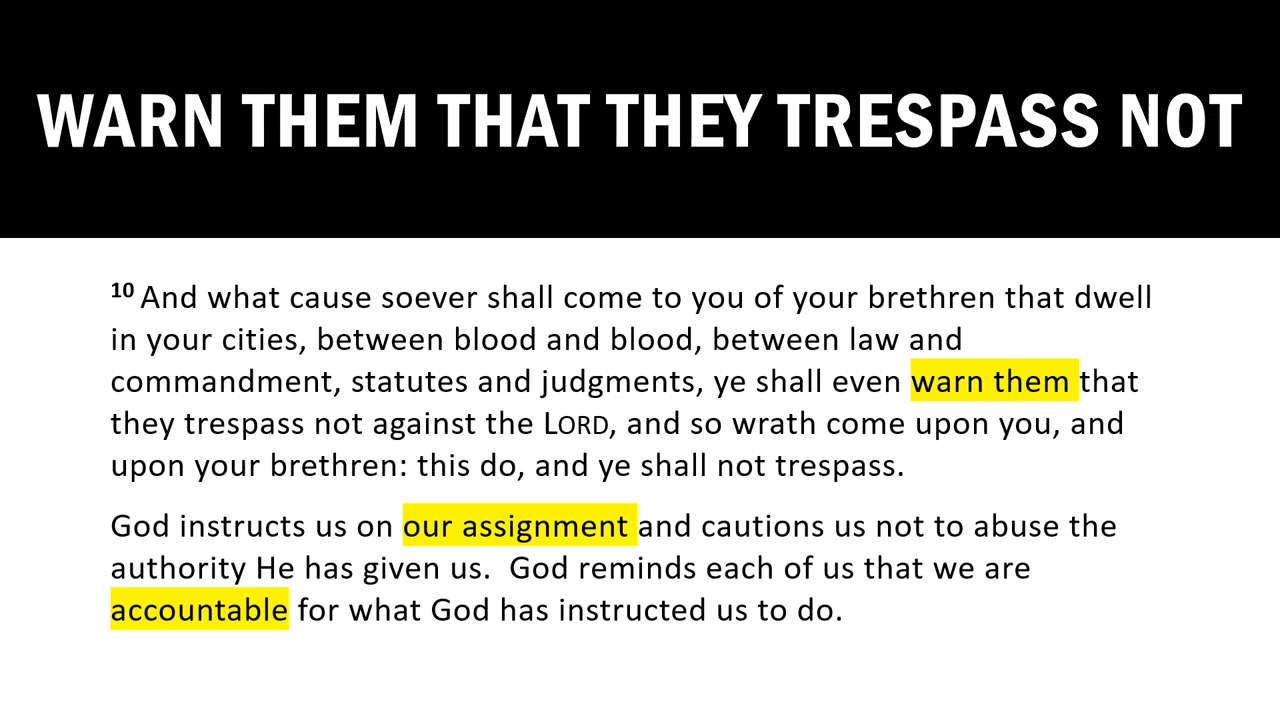 WARN THEM THAT THEY TRESPASS NOT
10 And what cause soever shall come to you of your brethren that dwell
in your cities, between blood and blood, between law and
commandment, statutes and judgments, ye shall even warn them that
they trespass not against the LORD, and so wrath come upon you, and
upon your brethren: this do, and ye shall not trespass.
God instructs us on our assignment and cautions us not to abuse the
authority He has given us.  God reminds each of us that we are
accountable for what God has instructed us to do.